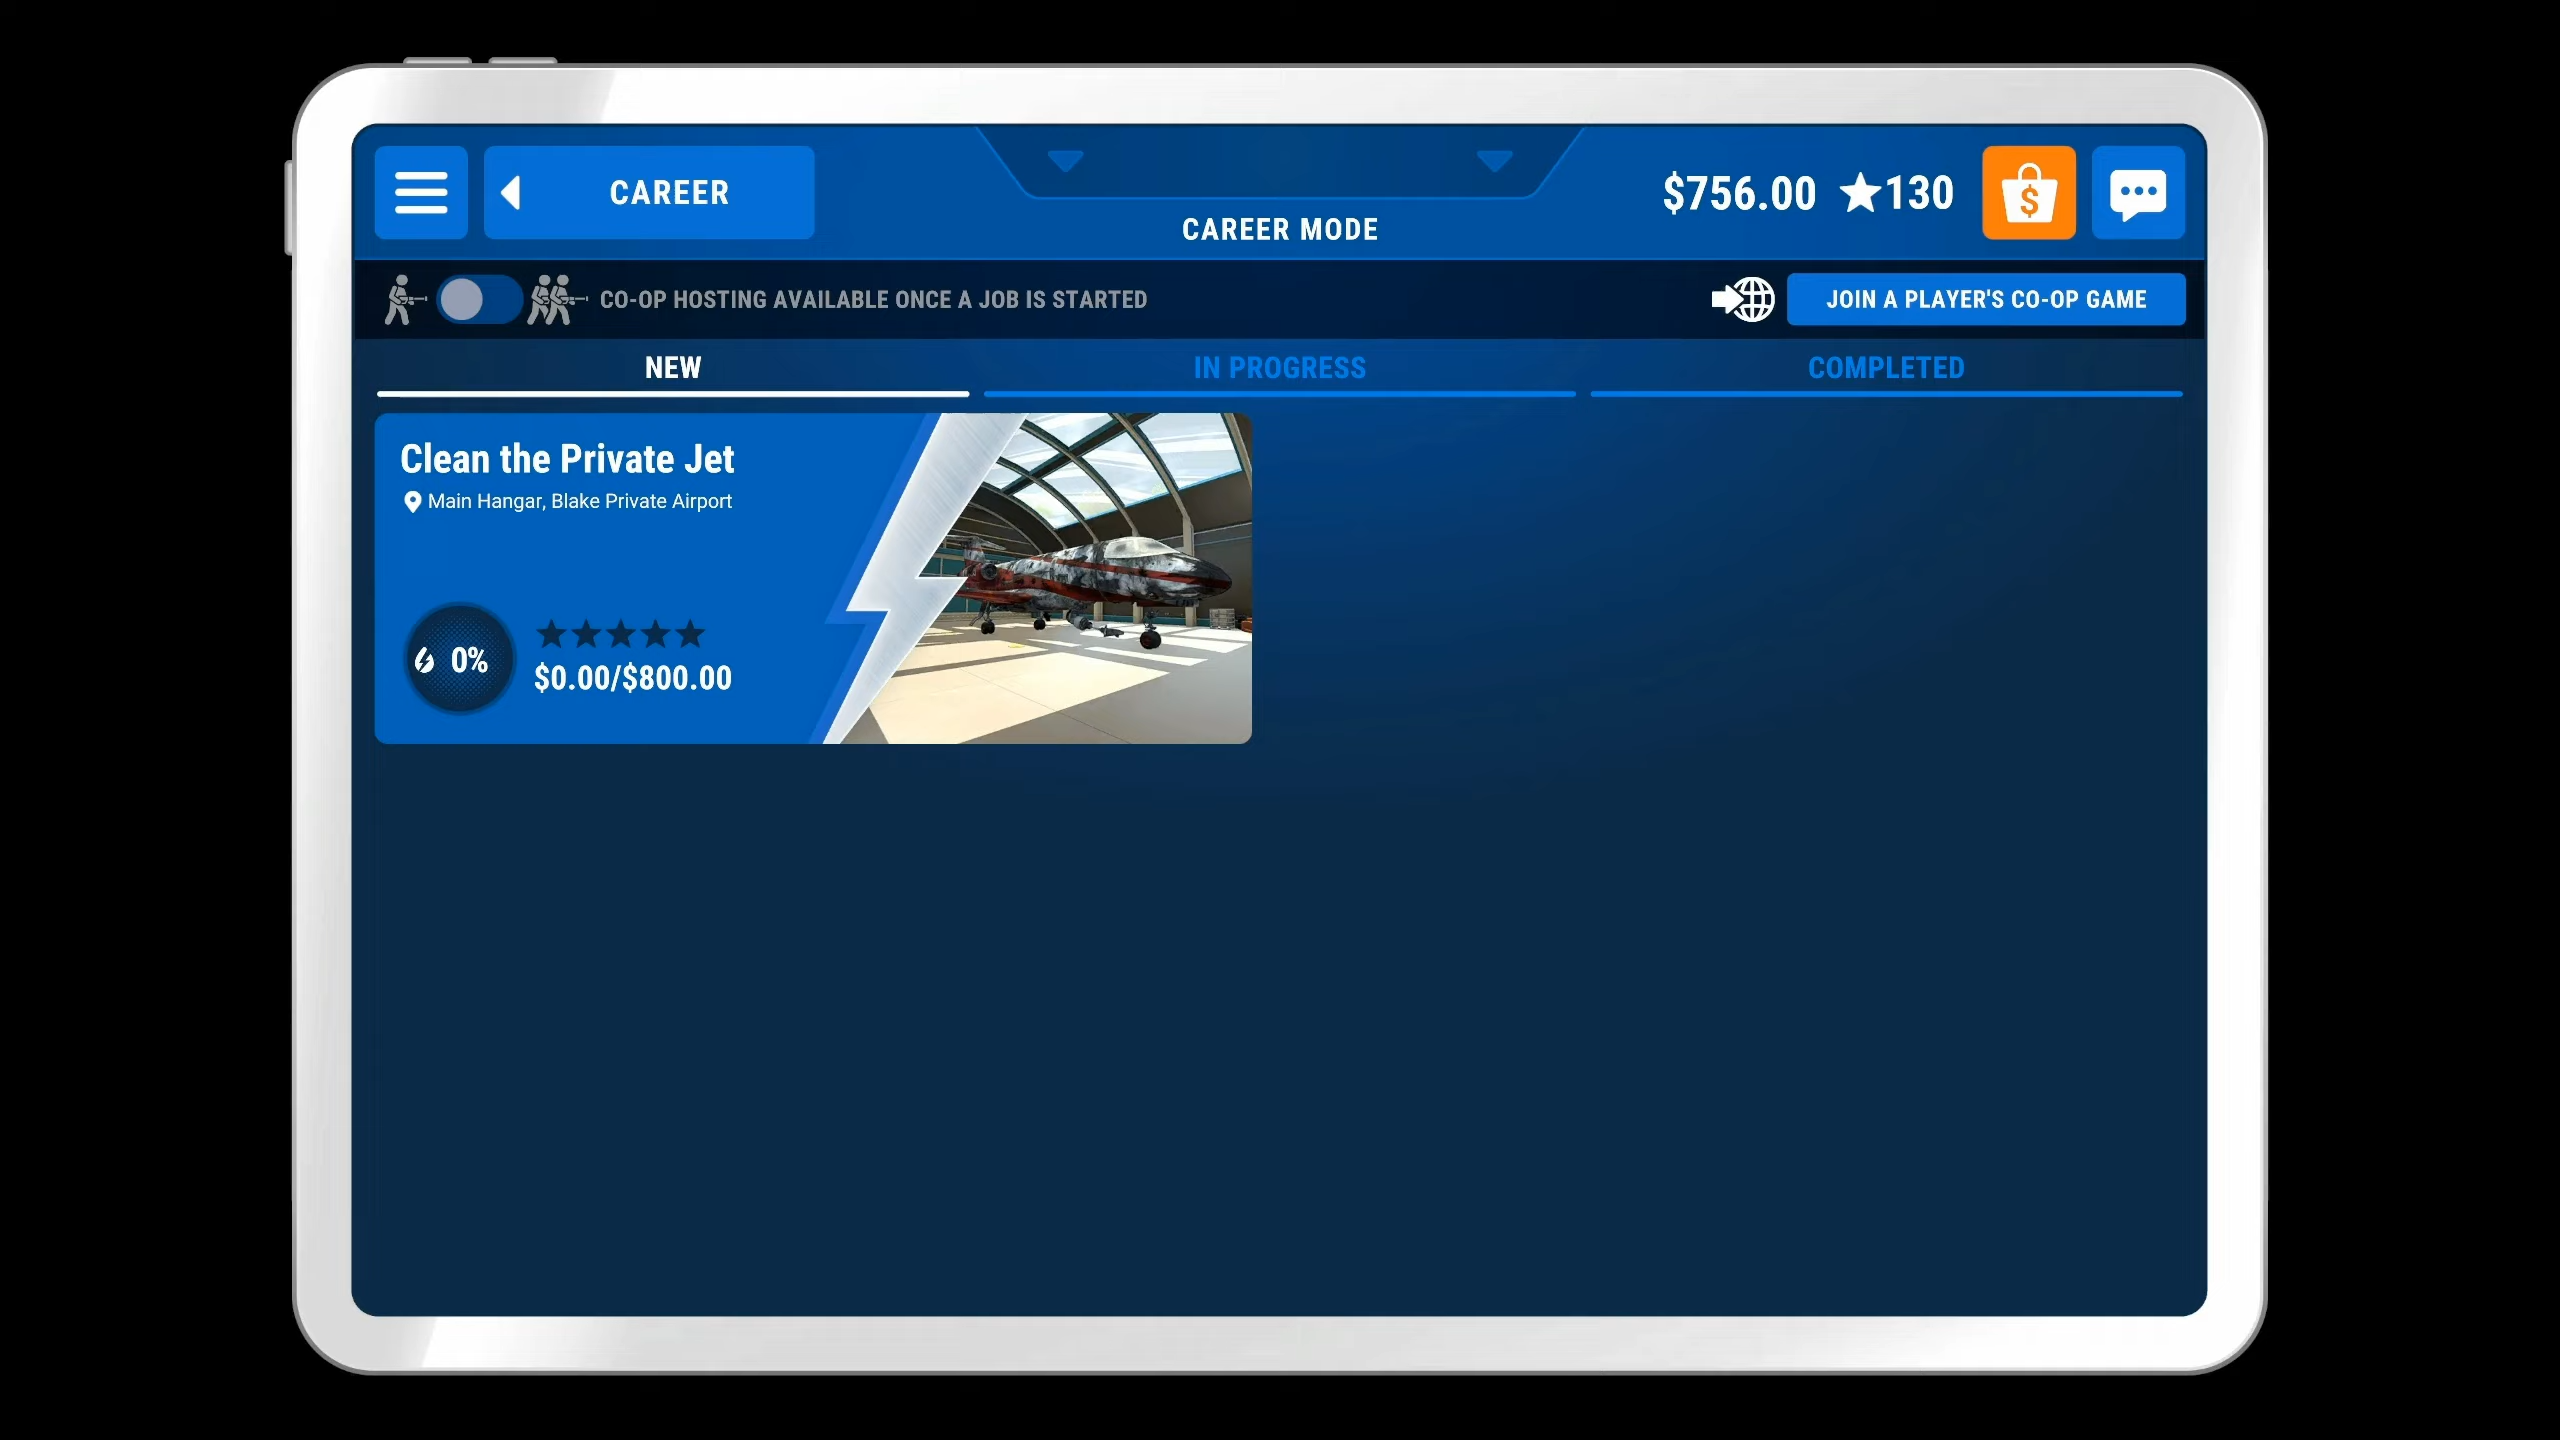 CAREER
CAREER MODE
$756.00 ★130
CO-OP HOSTING AVAILABLE ONCE A JOB IS STARTED
JOIN A PLAYER'S CO-OP GAME
NEW
IN PROGRESS
COMPLETED
Clean the Private Jet
Main Hangar, Blake Private Airport
0%
$0.00/$800.00